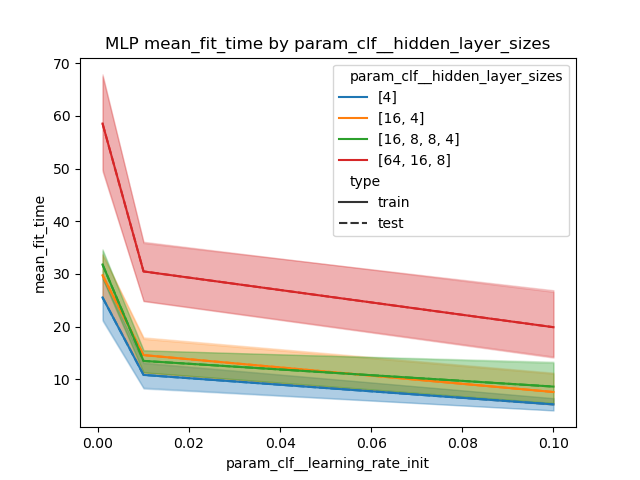 MLP mean_fit_time by param_clf__hidden_layer_sizes
param_clf__hidden_layer_sizes
[4]
[16, 4]
[16, 8, 8, 4]
[64, 16, 8]
type
train
test
mean_fit_time
70
60
50
40
30
20
10
0.00 0.02 0.04 0.06 0.08 0.10
param_clf__learning_rate_init